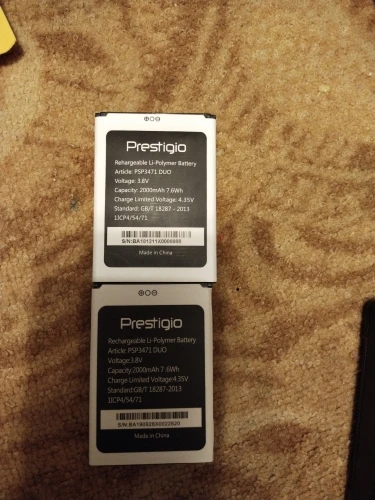 Prestigio
Rehargeable Li-Polymer Battery
Article: PSP3471 DUO
Voltage: 3.8V
Capacity: 2000mAh 7.6Wh
Charge Limited Voltage: 4.35V
Standard: GB/T 18287 - 2013
1ICP4/54/71
S/N:BA181211X0006888
Made in China
Prestigio
Rechargeable Li-Polymer Battery
Article: PSP3471 DUO
Voltage:3.8V
Capacity:2000mAh 7.6Wh
Charge Limited Voltage:4.35V
Standard:GB/T 18287-2013
1ICP4/54/71
S/N:BA190528X0022820
Made in China